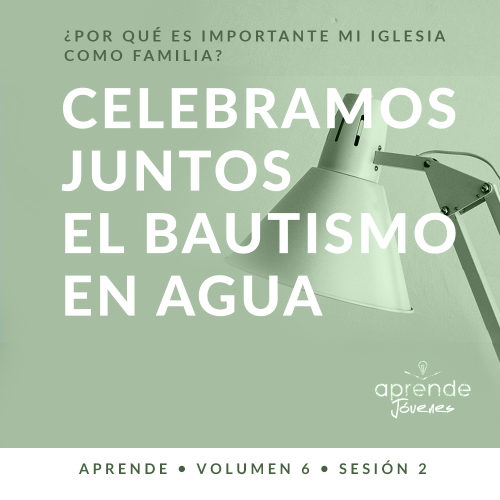 ¿POR QUÉ ES IMPORTANTE MI IGLESIA
COMO FAMILIA?
CELEBRAMOS
JUNTOS
EL BAUTISMO
EN AGUA
aprende
Jóvenes
APRENDE • VOLUMEN 6 • SESIÓN 2